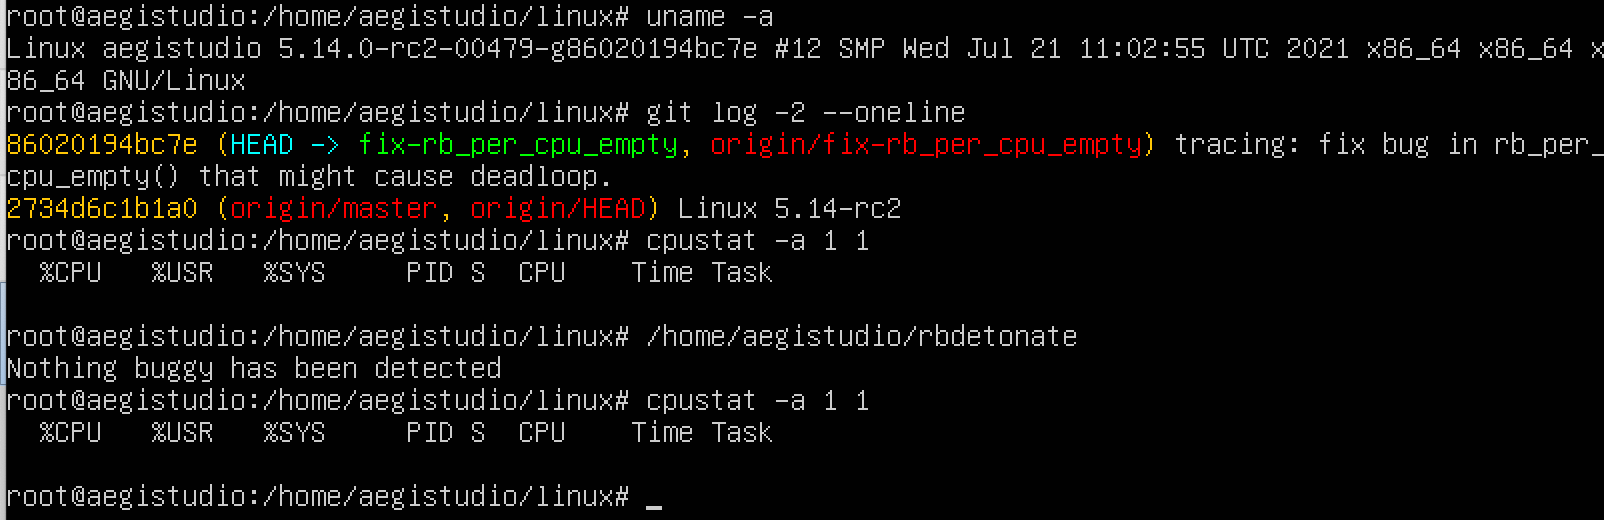 root@aegistudio:/home/aegistudio/linux# uname -a
Linux aegistudio 5.14.0-rc2-00479-g86020194bc7e #12 SMP Wed Jul 21 11:02:55 UTC 2021 x86_64 x86_64 x
86_64 GNU/Linux
root@aegistudio:/home/aegistudio/linux# git log -2 --oneline
86020194bc7e (HEAD -> fix-rb_per_cpu_empty, origin/fix-rb_per_cpu_empty) tracing: fix bug in rb_per_
cpu_empty() that might cause deadloop.
2734d6c1b1a0 (origin/master, origin/HEAD) Linux 5.14-rc2
root@aegistudio:/home/aegistudio/linux# cpustat -a 1 1
  %CPU   %USR   %SYS     PID S  CPU    Time Task
root@aegistudio:/home/aegistudio/linux# /home/aegistudio/rbdetonate
Nothing buggy has been detected
root@aegistudio:/home/aegistudio/linux# cpustat -a 1 1
  %CPU   %USR   %SYS     PID S  CPU    Time Task
root@aegistudio:/home/aegistudio/linux# _